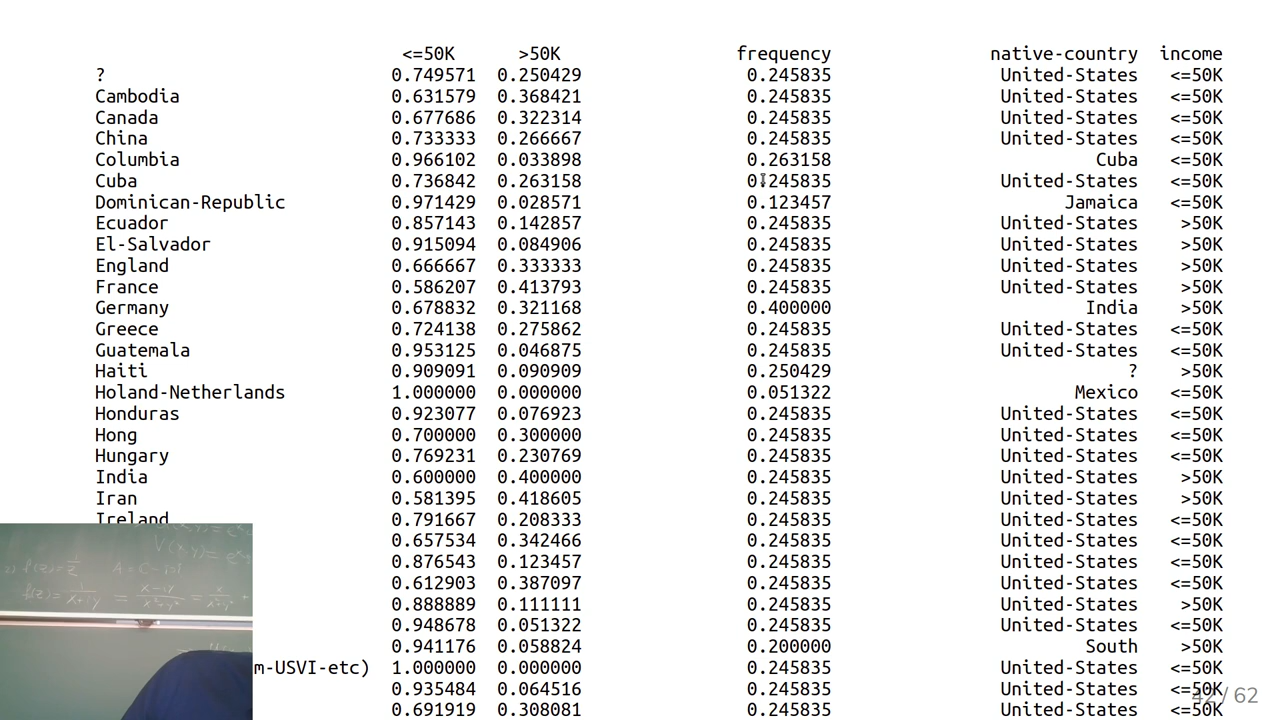 <=50K >50K frequency native-country income
? 0.749571 0.250429 0.245835 United-States <=50K
Cambodia 0.631579 0.368421 0.245835 United-States <=50K
Canada 0.677686 0.322314 0.245835 United-States <=50K
China 0.733333 0.266667 0.245835 United-States <=50K
Columbia 0.966102 0.033898 0.263158 Cuba <=50K
Cuba 0.736842 0.263158 0.245835 United-States <=50K
Dominican-Republic 0.971429 0.028571 0.123457 Jamaica <=50K
Ecuador 0.857143 0.142857 0.245835 United-States >50K
El-Salvador 0.915094 0.084906 0.245835 United-States >50K
England 0.666667 0.333333 0.245835 United-States >50K
France 0.586207 0.413793 0.245835 United-States >50K
Germany 0.678832 0.321168 0.400000 India >50K
Greece 0.724138 0.275862 0.245835 United-States <=50K
Guatemala 0.953125 0.046875 0.245835 United-States <=50K
Haiti 0.909091 0.090909 0.250429 ? >50K
Holand-Netherlands 1.000000 0.000000 0.051322 Mexico <=50K
Honduras 0.923077 0.076923 0.245835 United-States <=50K
Hong 0.700000 0.300000 0.245835 United-States <=50K
Hungary 0.769231 0.230769 0.245835 United-States <=50K
India 0.600000 0.400000 0.245835 United-States >50K
Iran 0.581395 0.418605 0.245835 United-States >50K
Ireland 0.791667 0.208333 0.245835 United-States <=50K
0.657534 0.342466 0.245835 United-States <=50K
0.876543 0.123457 0.245835 United-States <=50K
0.612903 0.387097 0.245835 United-States <=50K
0.888889 0.111111 0.245835 United-States >50K
0.948678 0.051322 0.245835 United-States <=50K
0.941176 0.058824 0.200000 South >50K
m-USVI-etc) 1.000000 0.000000 0.245835 United-States <=50K
0.935484 0.064516 0.245835 United-States <=50K
0.691919 0.308081 0.245835 United-States <=50K
42 / 62